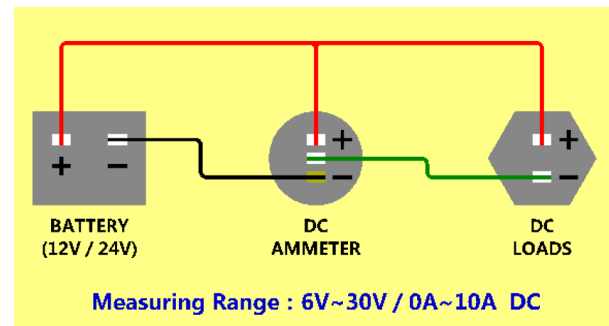 + −
+ −
+ −
BATTERY
(12V / 24V)
DC
AMMETER
DC
LOADS
Measuring Range : 6V~30V / 0A~10A DC